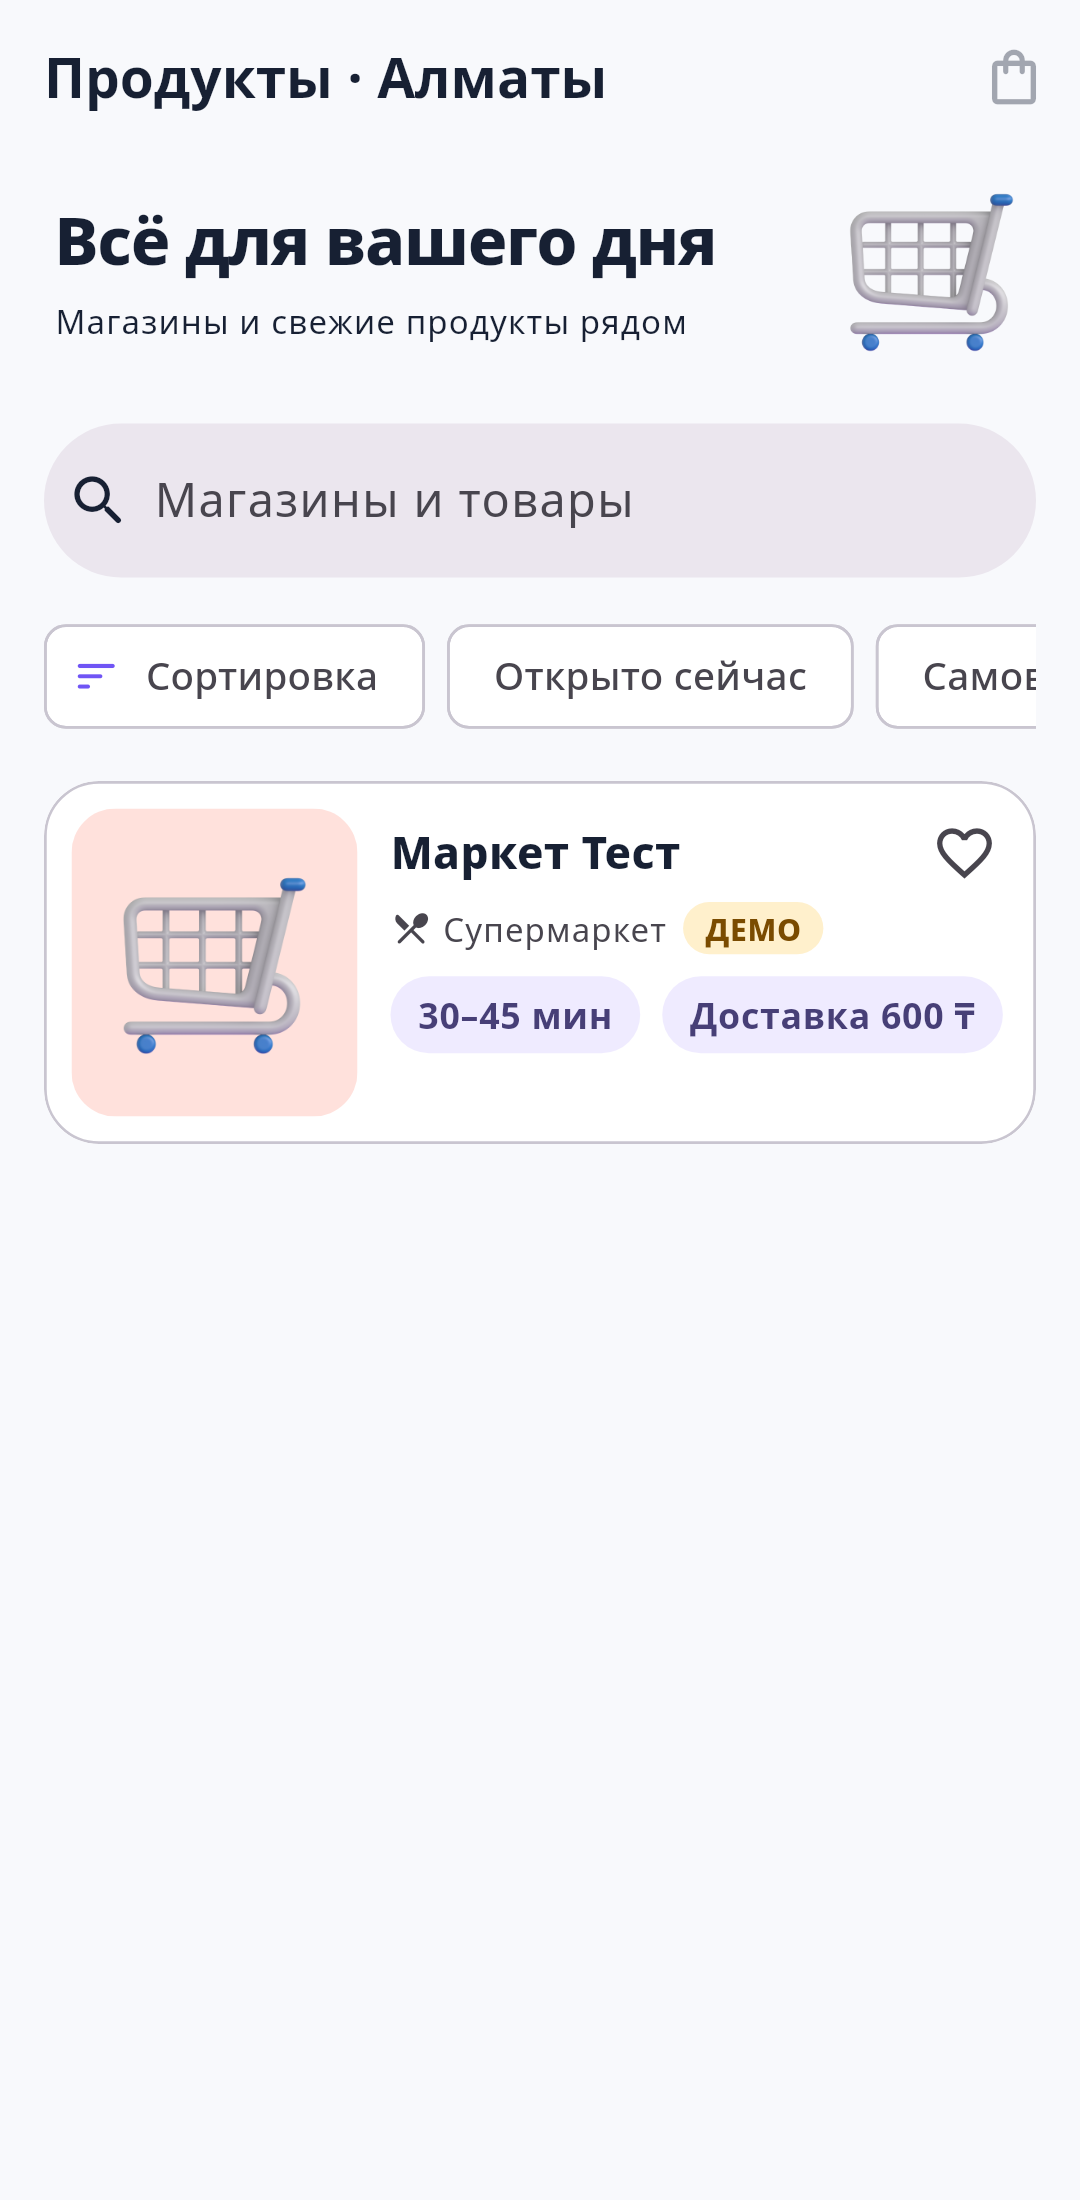 Продукты · Алматы
Всё для вашего дня
Магазины и свежие продукты рядом
Магазины и товары
Сортировка
Открыто сейчас
Маркет Тест
Супермаркет ДЕМО
30–45 мин
Доставка 600 ₸